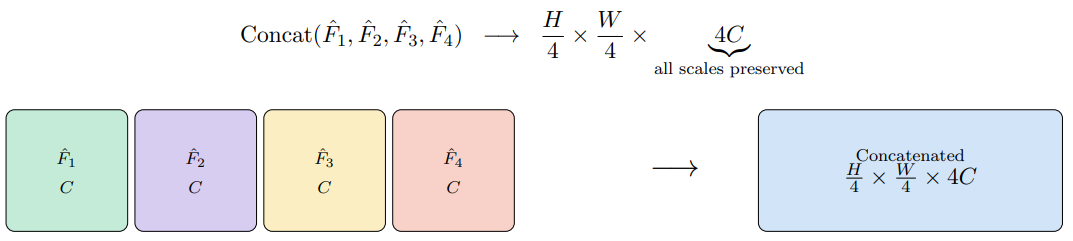 Concat(F̂₁, F̂₂, F̂₃, F̂₄) ⟶ H/4 × W/4 × 4C
all scales preserved
F̂₁ F̂₂ F̂₃ F̂₄ ⟶ Concatenated
C C C C H/4 × W/4 × 4C